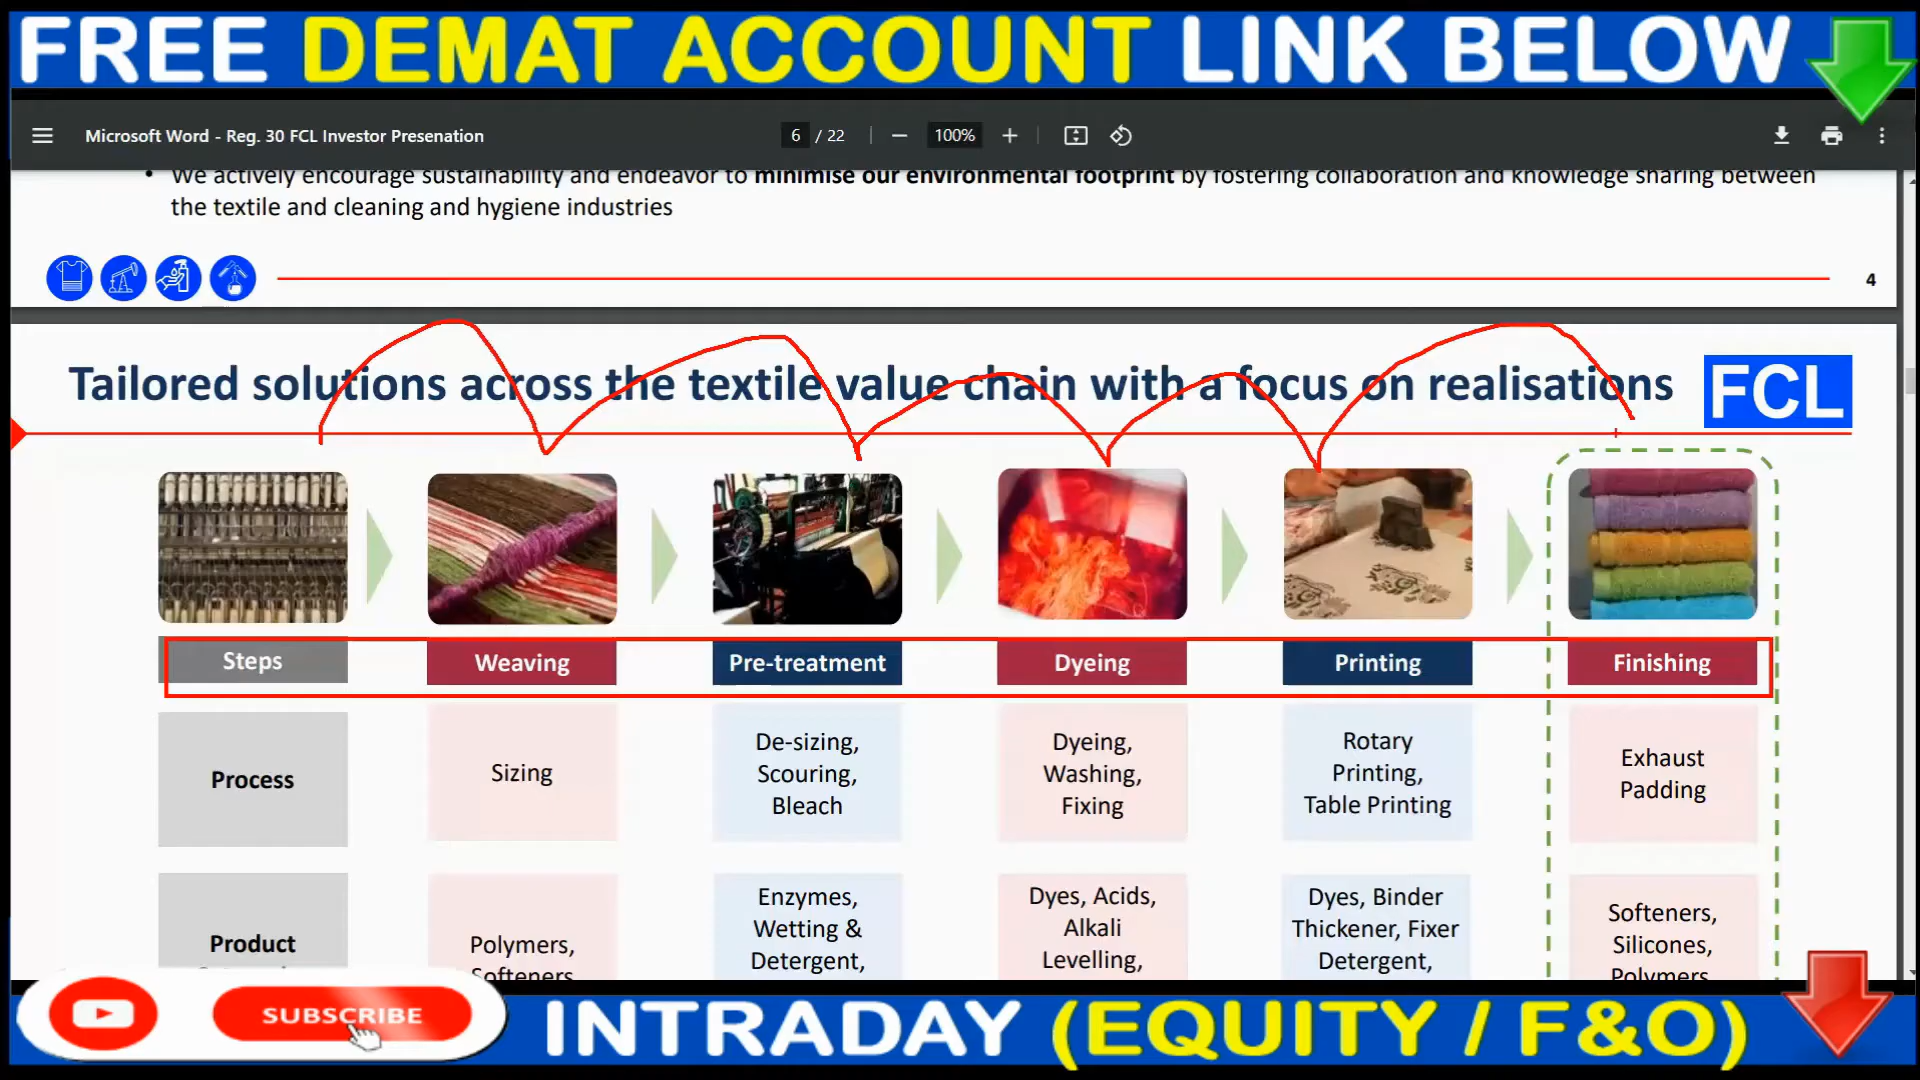 FREE DEMAT ACCOUNT LINK BELOW
Microsoft Word - Reg. 30 FCL Investor Presenation
6 / 22
100%
• We actively encourage sustainability and endeavor to minimise our environmental footprint by fostering collaboration and knowledge sharing between
the textile and cleaning and hygiene industries
4
Tailored solutions across the textile value chain with a focus on realisations
FCL
Steps
Weaving
Pre-treatment
Dyeing
Printing
Finishing
Process
Sizing
De-sizing,
Scouring,
Bleach
Dyeing,
Washing,
Fixing
Rotary
Printing,
Table Printing
Exhaust
Padding
Product
Polymers,
Softeners
Enzymes,
Wetting &
Detergent,
Dyes, Acids,
Alkali
Levelling,
Dyes, Binder
Thickener, Fixer
Detergent,
Softeners,
Silicones,
Polymers
SUBSCRIBE
INTRADAY (EQUITY / F&O)